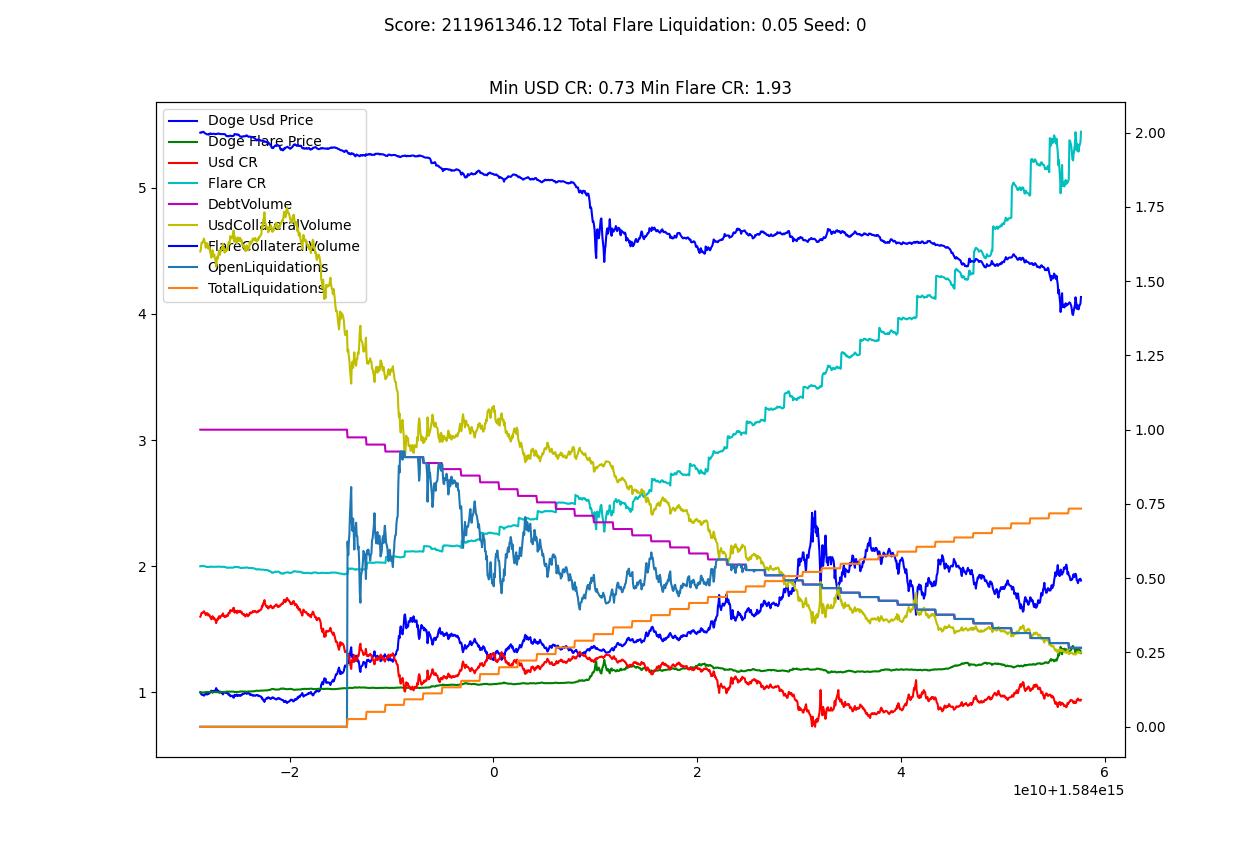 Score: 211961346.12 Total Flare Liquidation: 0.05 Seed: 0
Min USD CR: 0.73 Min Flare CR: 1.93
Doge Usd Price
Doge Flare Price
Usd CR
Flare CR
DebtVolume
UsdCollateralVolume
FlareCollateralVolume
OpenLiquidations
TotalLiquidations
5
4
3
2
1
2.00
1.75
1.50
1.25
1.00
0.75
0.50
0.25
0.00
−2
0
2
4
6
1e10+1.584e15